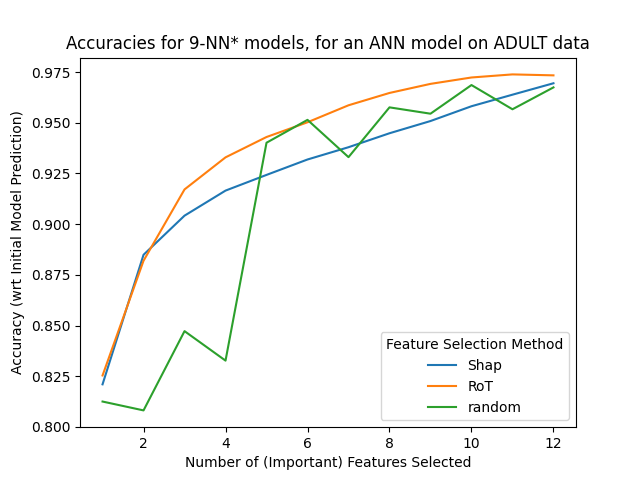 Accuracies for 9-NN* models, for an ANN model on ADULT data
0.975
0.950
0.925
0.900
0.875
0.850
0.825
0.800
Accuracy (wrt Initial Model Prediction)
Feature Selection Method
Shap
RoT
random
2 4 6 8 10 12
Number of (Important) Features Selected